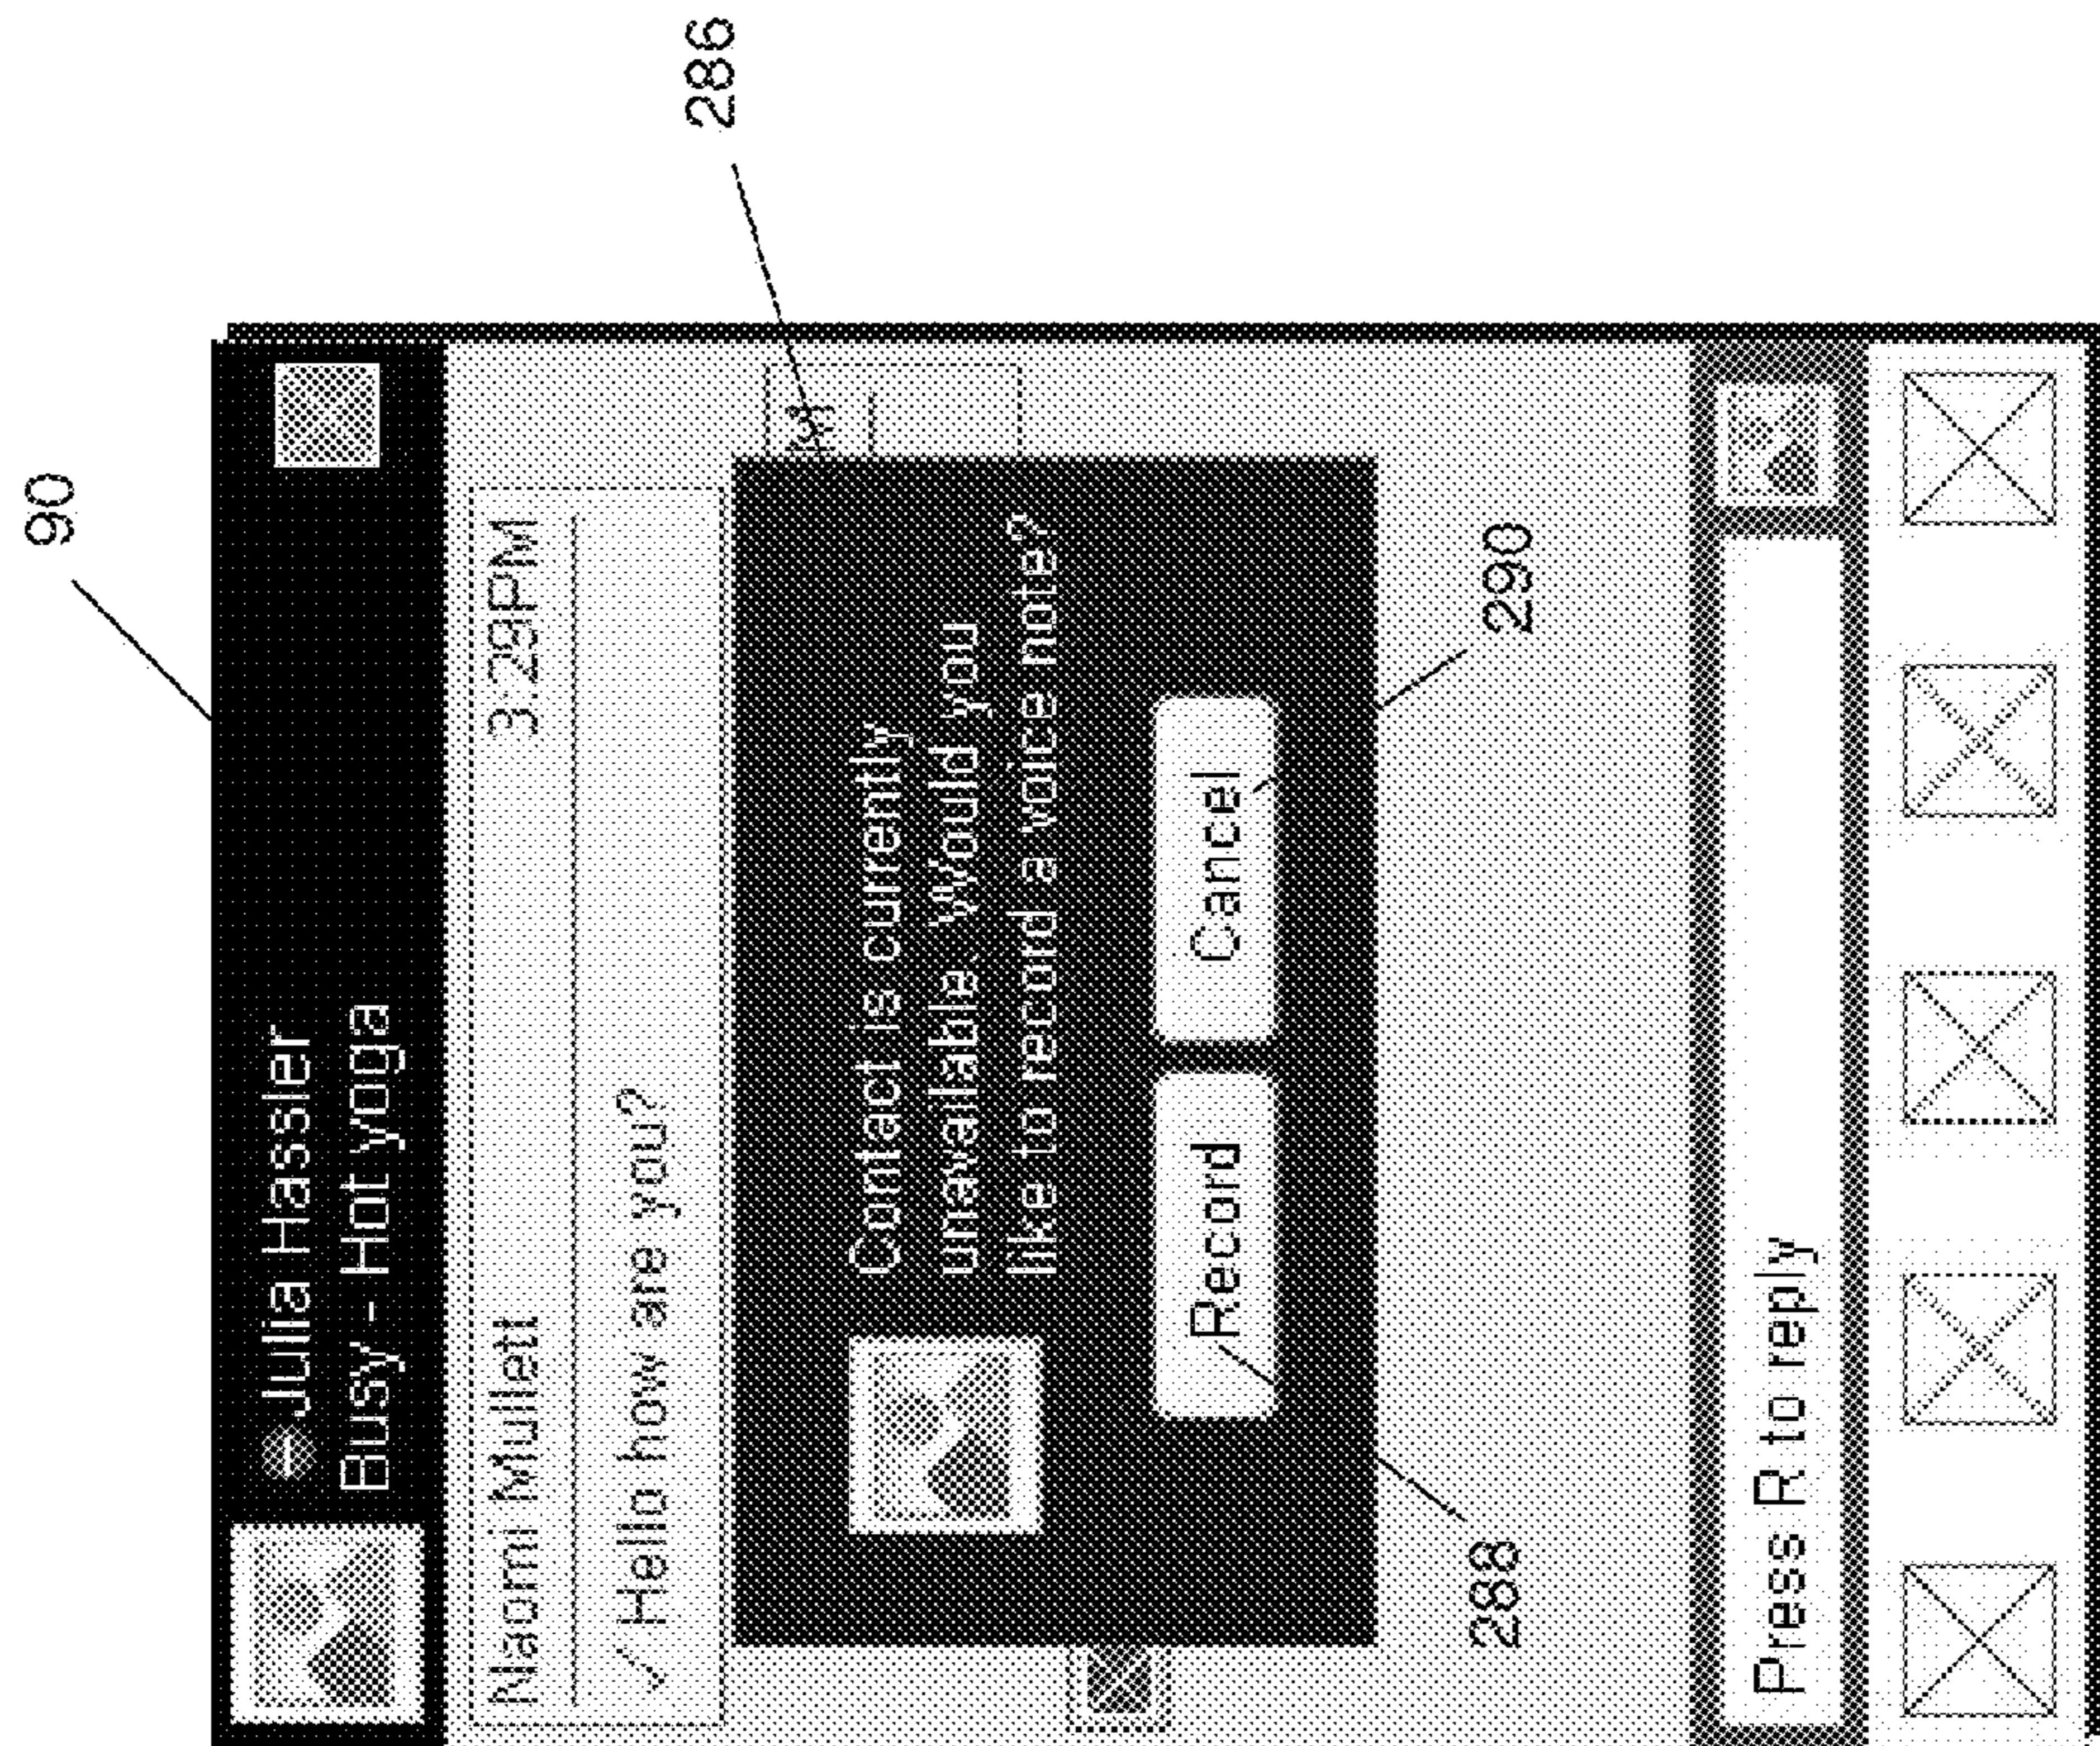 90
Julia Hassler
Busy - Hot yoga
Naomi Mullett 3:29PM
✓ Hello how are you?
286
Contact is currently
unavailable. Would you
like to record a voice note?
Record Cancel
288 290
Press R to reply